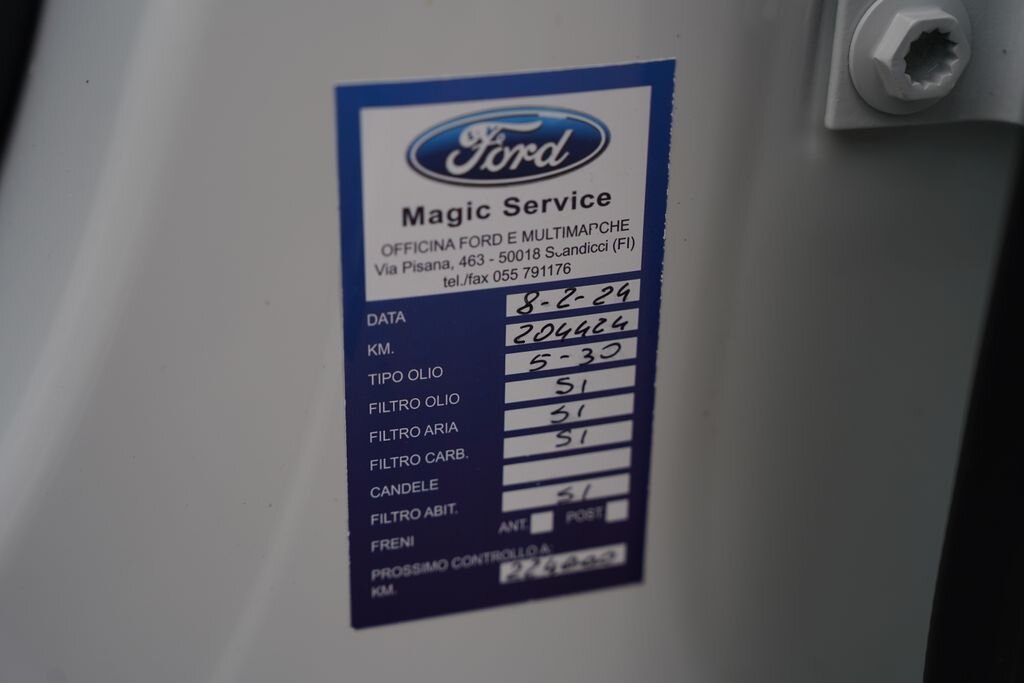 Ford
Magic Service
OFFICINA FORD E MULTIMARCHE
Via Pisana, 463 - 50018 Scandicci (FI)
tel./fax 055 791176
DATA 8-2-24
KM. 204424
TIPO OLIO 5-30
FILTRO OLIO SI
FILTRO ARIA SI
FILTRO CARB. SI
CANDELE
FILTRO ABIT. SI
FRENI ANT. POST.
PROSSIMO CONTROLLO A:
KM. 224000